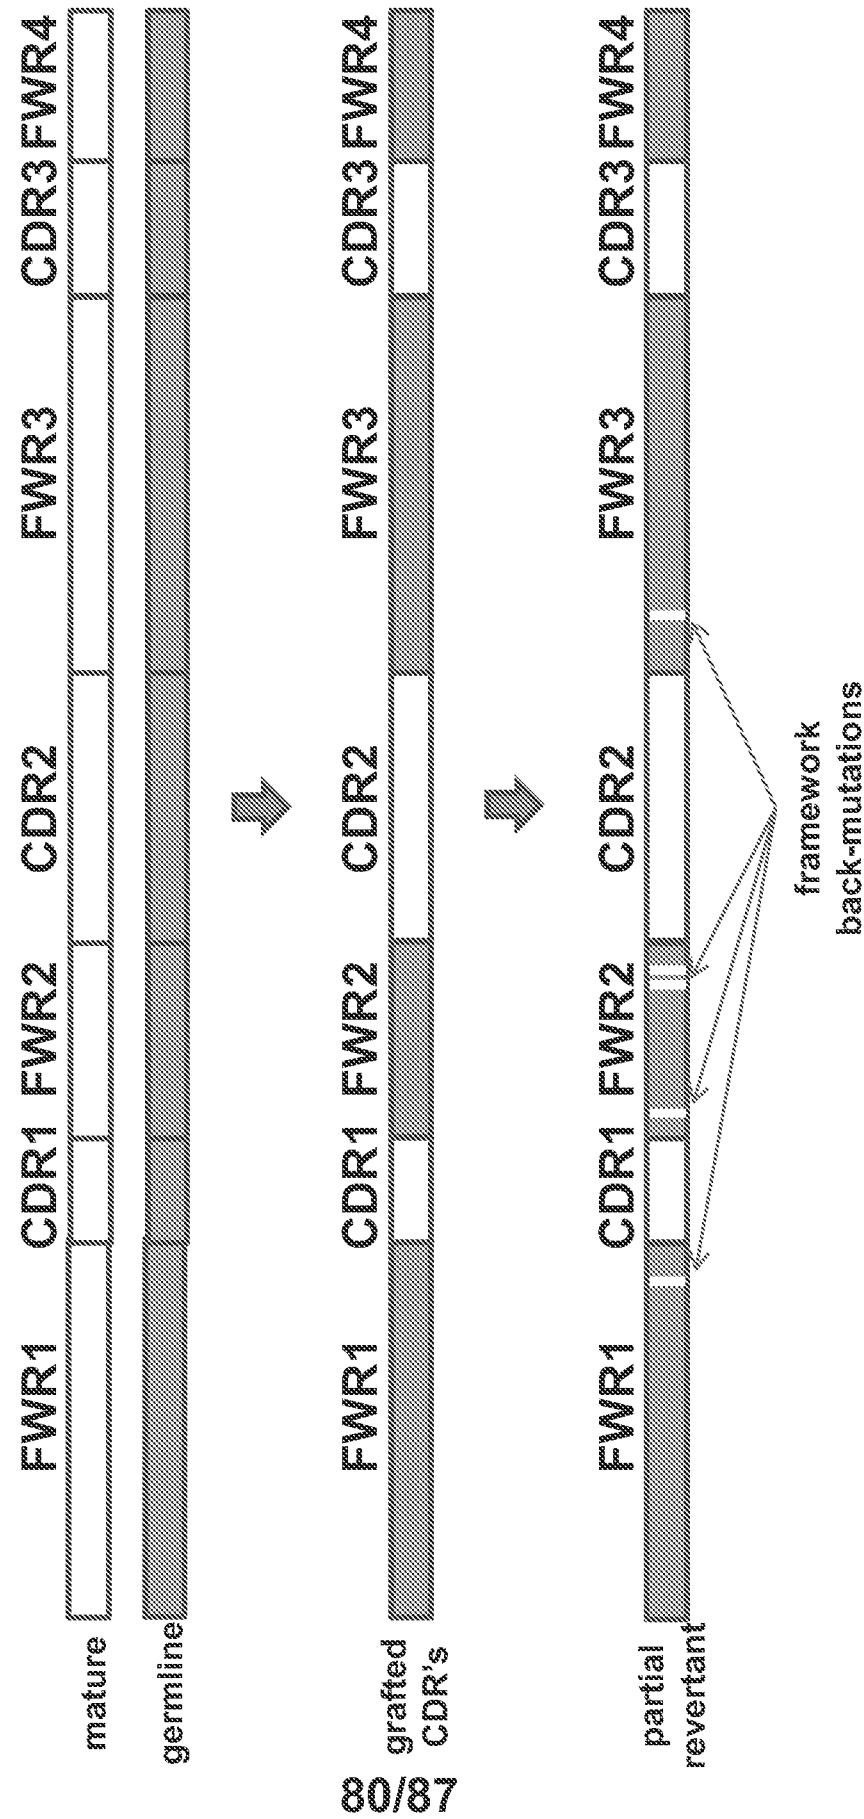 FWR1 CDR1 FWR2 CDR2 FWR3 CDR3 FWR4
mature
germline
FWR1 CDR1 FWR2 CDR2 FWR3 CDR3 FWR4
grafted
CDR's
FWR1 CDR1 FWR2 CDR2 FWR3 CDR3 FWR4
partial
revertant
framework
back-mutations
80/87